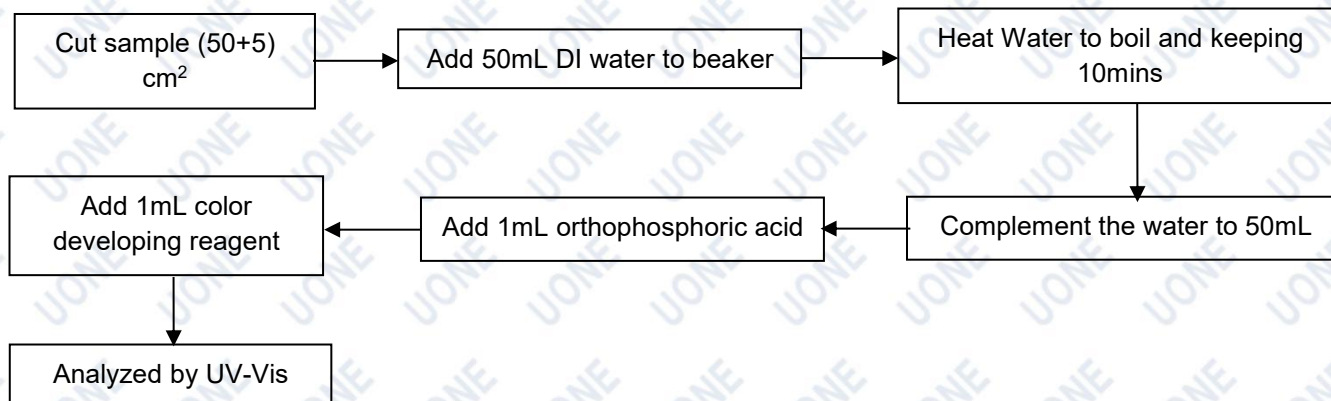 Cut sample (50+5)
cm²
Add 50mL DI water to beaker
Heat Water to boil and keeping
10mins
Complement the water to 50mL
Add 1mL orthophosphoric acid
Add 1mL color
developing reagent
Analyzed by UV-Vis
UONE